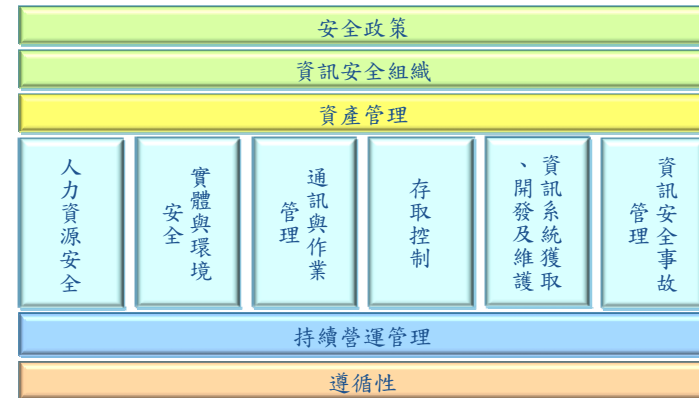 安全政策
資訊安全組織
資產管理
人力資源安全
實體與環境
安全
通訊與作業
管理
存取控制
資訊系統獲取
、開發及維護
資訊安全事故
管理
持續營運管理
遵循性